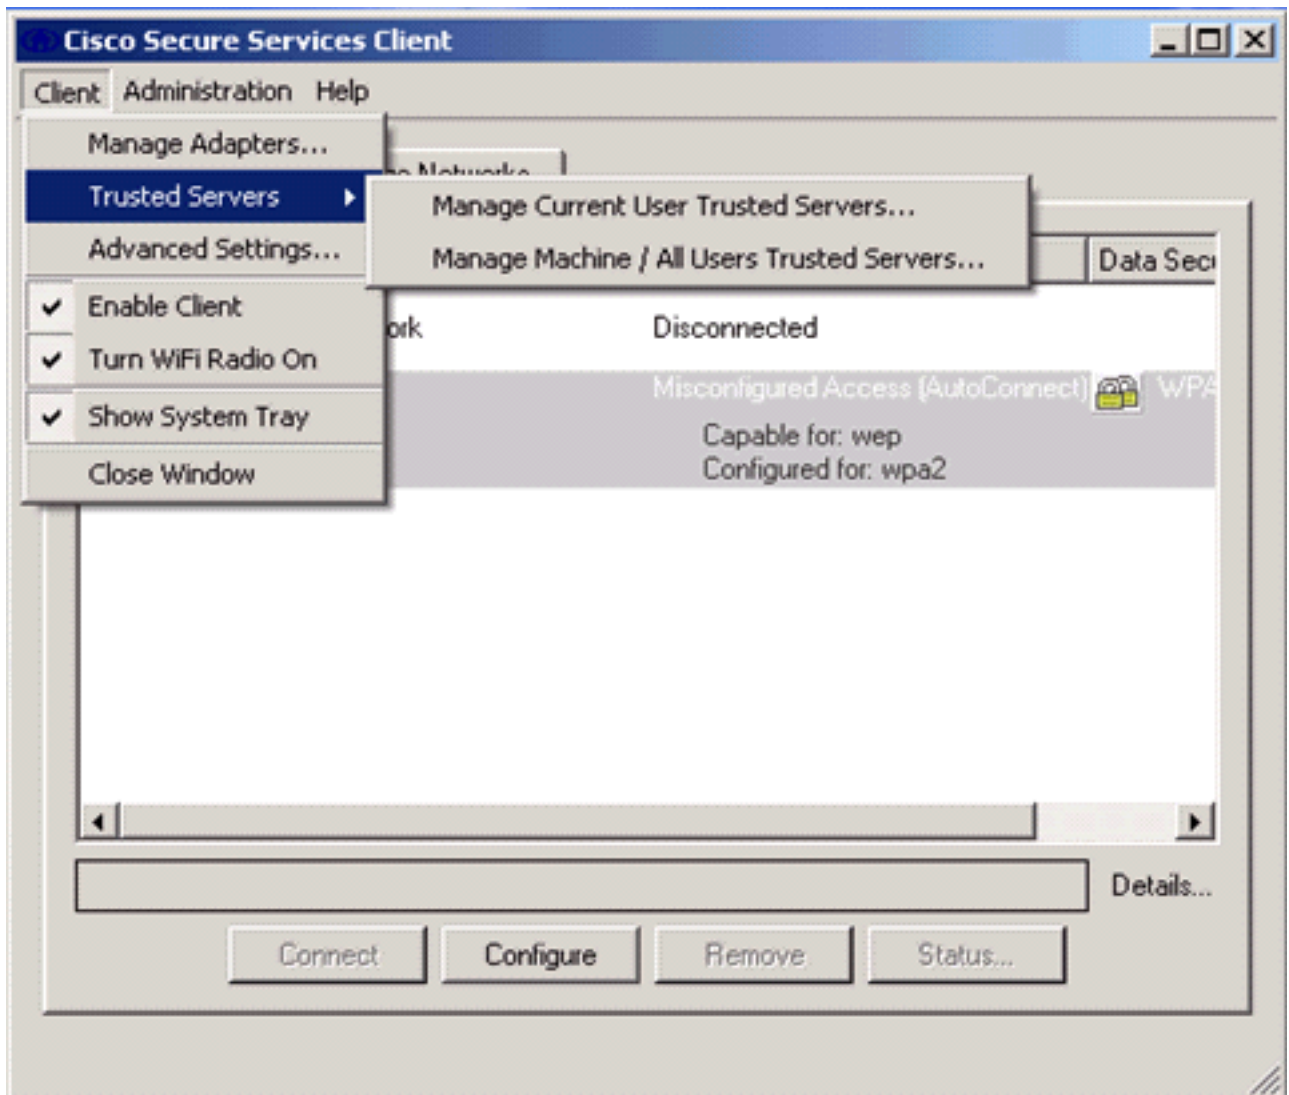 Cisco Secure Services Client
Client Administration Help
Manage Adapters...
Trusted Servers
Advanced Settings...
Enable Client
Turn WiFi Radio On
Show System Tray
Close Window
Networks
Manage Current User Trusted Servers...
Manage Machine / All Users Trusted Servers...
Data Secu
ork Disconnected
Misconfigured Access (AutoConnect) WPA
Capable for: wep
Configured for: wpa2
Details...
Connect Configure Remove Status...